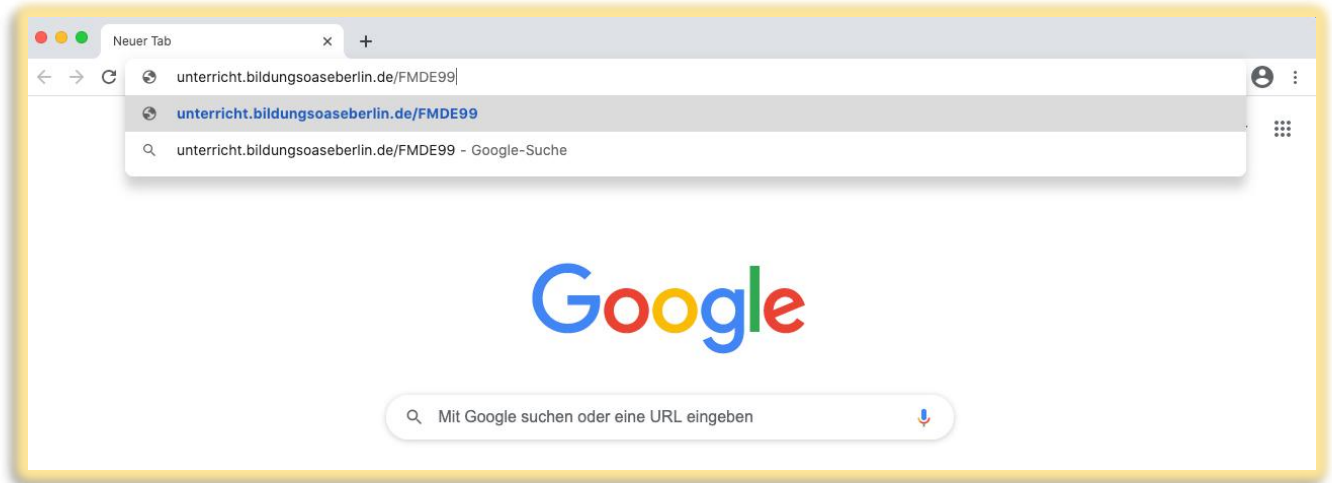 Neuer Tab
unterricht.bildungsoaseberlin.de/FMDE99
unterricht.bildungsoaseberlin.de/FMDE99
unterricht.bildungsoaseberlin.de/FMDE99 - Google-Suche
Google
Mit Google suchen oder eine URL eingeben